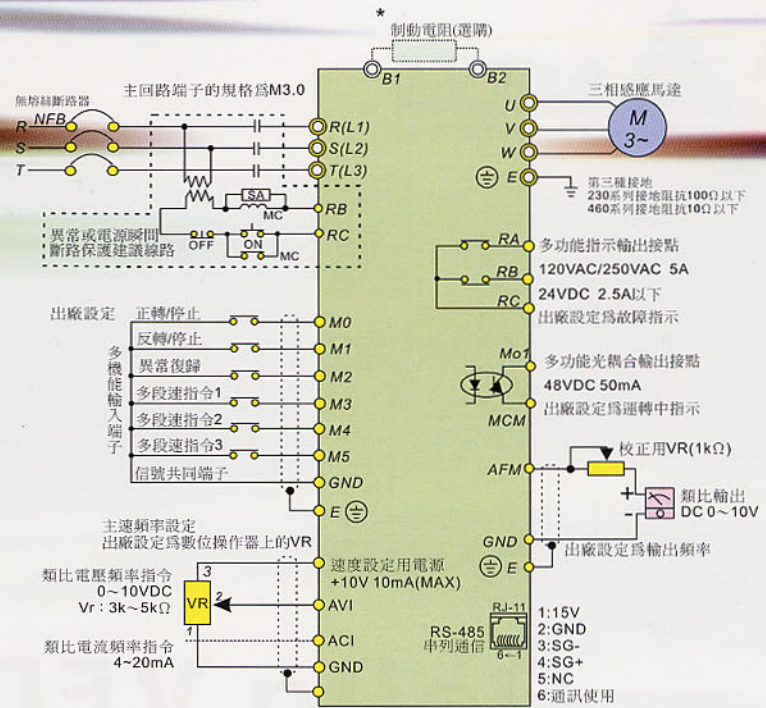 *
制動電阻(選購)
B1
B2
主回路端子的規格為M3.0
無熔絲斷路器
NFB
R
S
T
R(L1)
S(L2)
T(L3)
SA
MC
RB
RC
OFF
ON
MC
異常或電源瞬間
斷路保護建議線路
U
V
W
E
三相感應馬達
M
3~
第三種接地
230系列接地阻抗100Ω以下
460系列接地阻抗10Ω以下
RA
RB
RC
多功能指示輸出接點
120VAC/250VAC 5A
24VDC 2.5A以下
出廠設定為故障指示
出廠設定
多機能輸入端子
正轉/停止
反轉/停止
異常復歸
多段速指令1
多段速指令2
多段速指令3
信號共同端子
M0
M1
M2
M3
M4
M5
GND
E
Mo1
MCM
多功能光耦合輸出接點
48VDC 50mA
出廠設定為運轉中指示
AFM
GND
E
校正用VR(1kΩ)
+
-
類比輸出
DC 0~10V
出廠設定為輸出頻率
主速頻率設定
出廠設定為數位操作器上的VR
類比電壓頻率指令
0~10VDC
Vr：3k~5kΩ
3
VR
2
1
類比電流頻率指令
4~20mA
速度設定用電源
+10V 10mA(MAX)
AVI
ACI
GND
RS-485
串列通信
RJ-11
6←1
1:15V
2:GND
3:SG-
4:SG+
5:NC
6:通訊使用